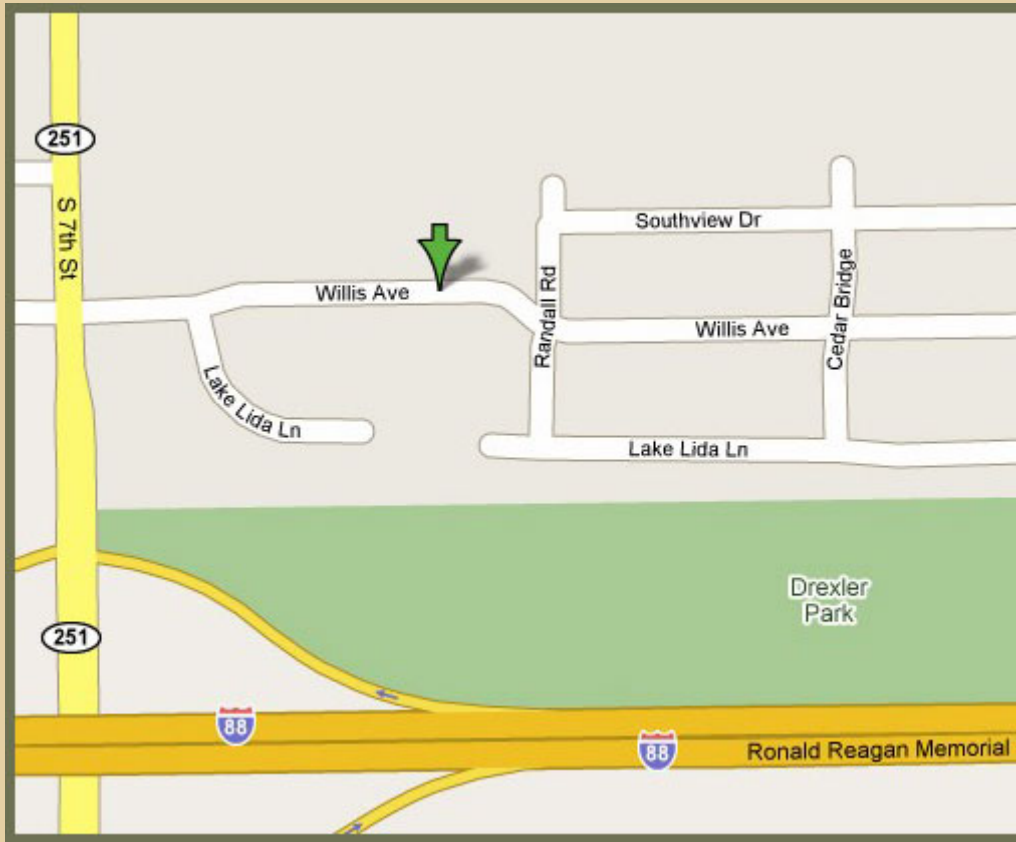 251
S 7th St
Southview Dr
Willis Ave
Randall Rd
Cedar Bridge
Willis Ave
Lake Lida Ln
Lake Lida Ln
Drexler
Park
251
88
88
Ronald Reagan Memorial